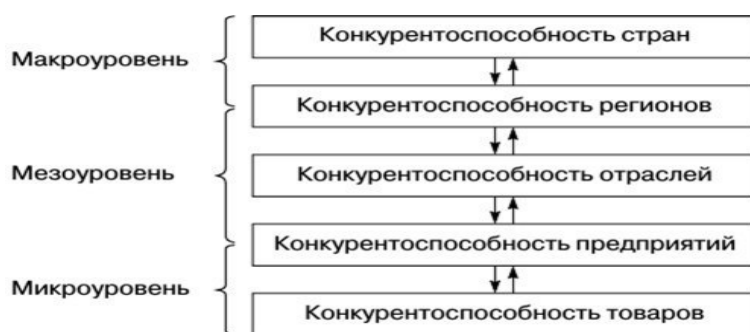 Конкурентоспособность стран
Макроуровень
Конкурентоспособность регионов
Мезоуровень
Конкурентоспособность отраслей
Конкурентоспособность предприятий
Микроуровень
Конкурентоспособность товаров